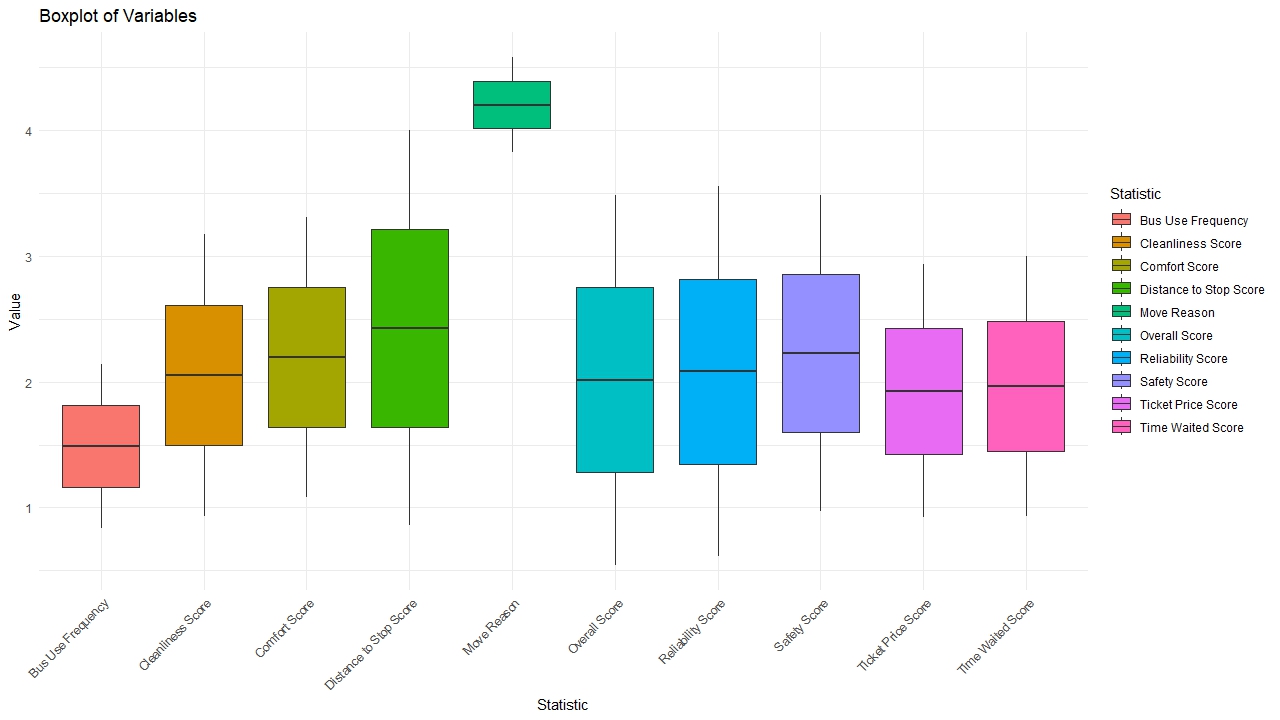 Boxplot of Variables
Value
4
3
2
1
Bus Use Frequency
Cleanliness Score
Comfort Score
Distance to Stop Score
Move Reason
Overall Score
Reliability Score
Safety Score
Ticket Price Score
Time Waited Score
Statistic
Statistic
Bus Use Frequency
Cleanliness Score
Comfort Score
Distance to Stop Score
Move Reason
Overall Score
Reliability Score
Safety Score
Ticket Price Score
Time Waited Score